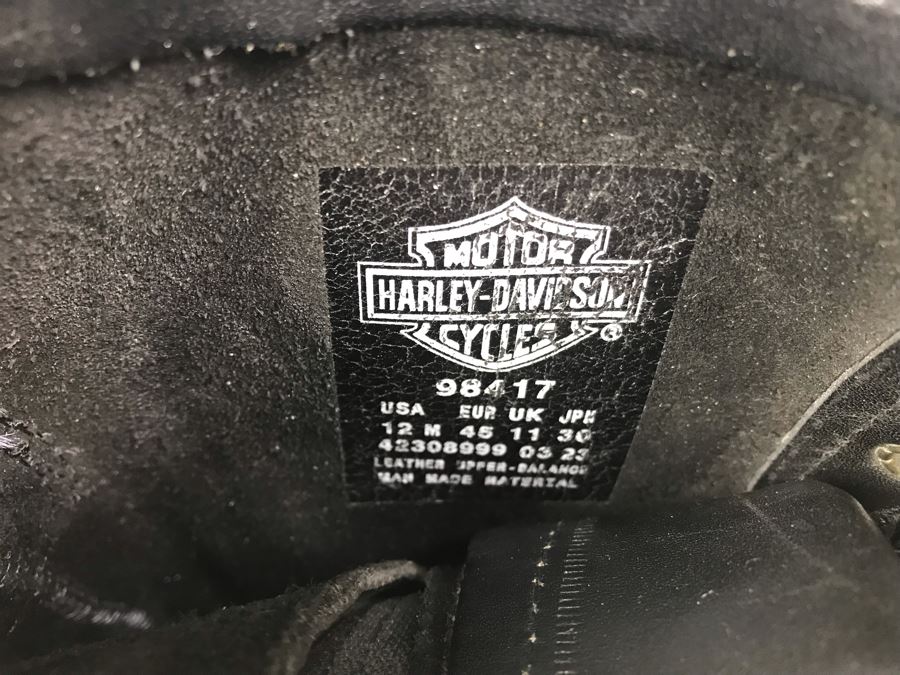 MOTOR
HARLEY-DAVIDSON
CYCLES
®
98417
USA EUR UK JPN
12 M 45 11 30
42308999 03 23
LEATHER UPPER-BALANCE
MAN MADE MATERIAL